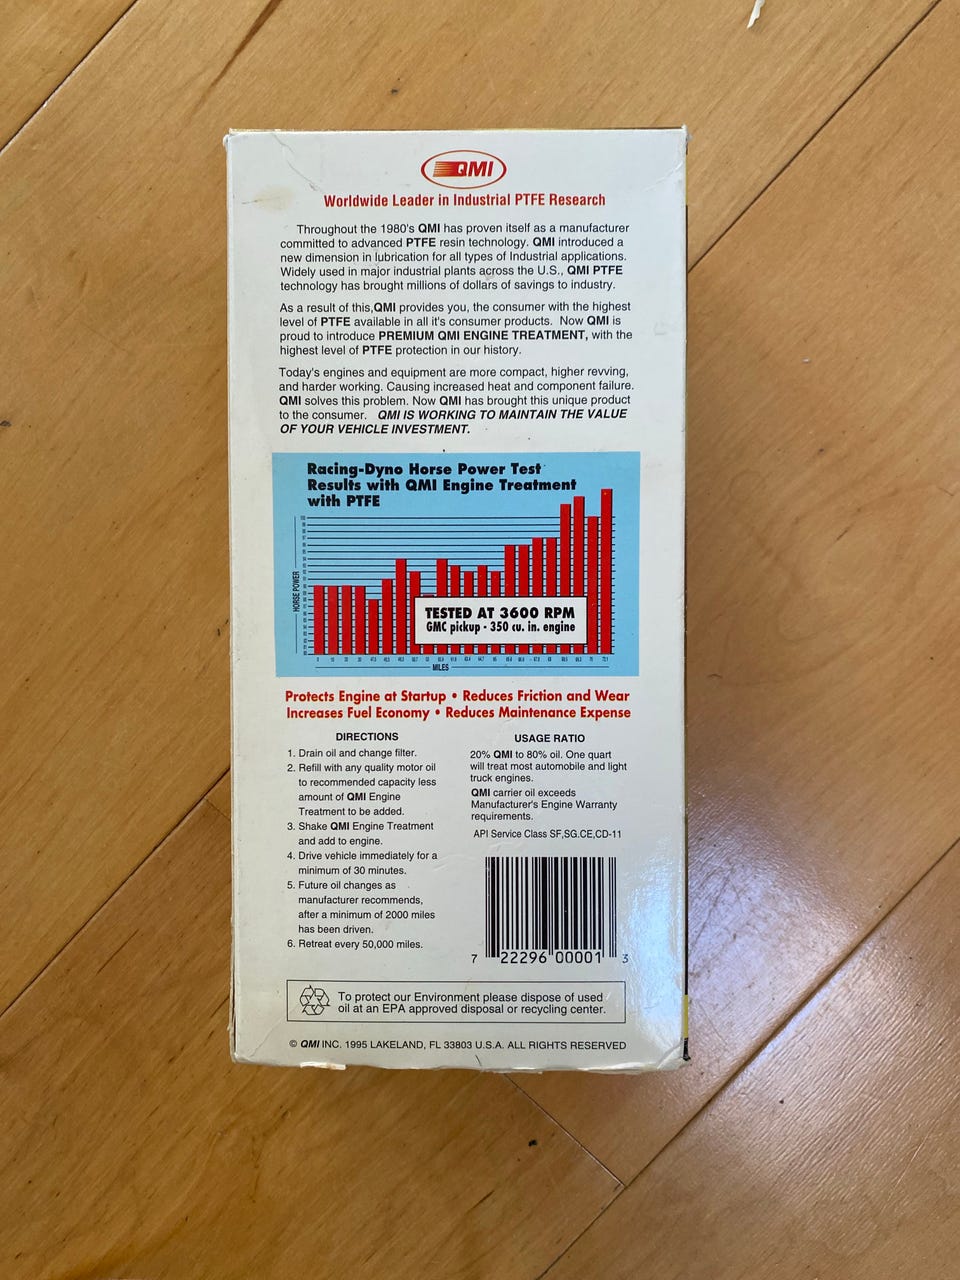 QMI
Worldwide Leader in Industrial PTFE Research
Throughout the 1980's QMI has proven itself as a manufacturer
committed to advanced PTFE resin technology. QMI introduced a
new dimension in lubrication for all types of Industrial applications.
Widely used in major industrial plants across the U.S., QMI PTFE
technology has brought millions of dollars of savings to industry.
As a result of this,QMI provides you, the consumer with the highest
level of PTFE available in all it's consumer products. Now QMI is
proud to introduce PREMIUM QMI ENGINE TREATMENT, with the
highest level of PTFE protection in our history.
Today's engines and equipment are more compact, higher revving,
and harder working. Causing increased heat and component failure.
QMI solves this problem. Now QMI has brought this unique product
to the consumer. QMI IS WORKING TO MAINTAIN THE VALUE
OF YOUR VEHICLE INVESTMENT.
Racing-Dyno Horse Power Test
Results with QMI Engine Treatment
with PTFE
HORSE POWER
TESTED AT 3600 RPM
GMC pickup - 350 cu. in. engine
MILES
Protects Engine at Startup • Reduces Friction and Wear
Increases Fuel Economy • Reduces Maintenance Expense
DIRECTIONS
1. Drain oil and change filter.
2. Refill with any quality motor oil
to recommended capacity less
amount of QMI Engine
Treatment to be added.
3. Shake QMI Engine Treatment
and add to engine.
4. Drive vehicle immediately for a
minimum of 30 minutes.
5. Future oil changes as
manufacturer recommends,
after a minimum of 2000 miles
has been driven.
6. Retreat every 50,000 miles.
USAGE RATIO
20% QMI to 80% oil. One quart
will treat most automobile and light
truck engines.
QMI carrier oil exceeds
Manufacturer's Engine Warranty
requirements.
API Service Class SF,SG.CE,CD-11
7 22296 00001 3
To protect our Environment please dispose of used
oil at an EPA approved disposal or recycling center.
© QMI INC. 1995 LAKELAND, FL 33803 U.S.A. ALL RIGHTS RESERVED